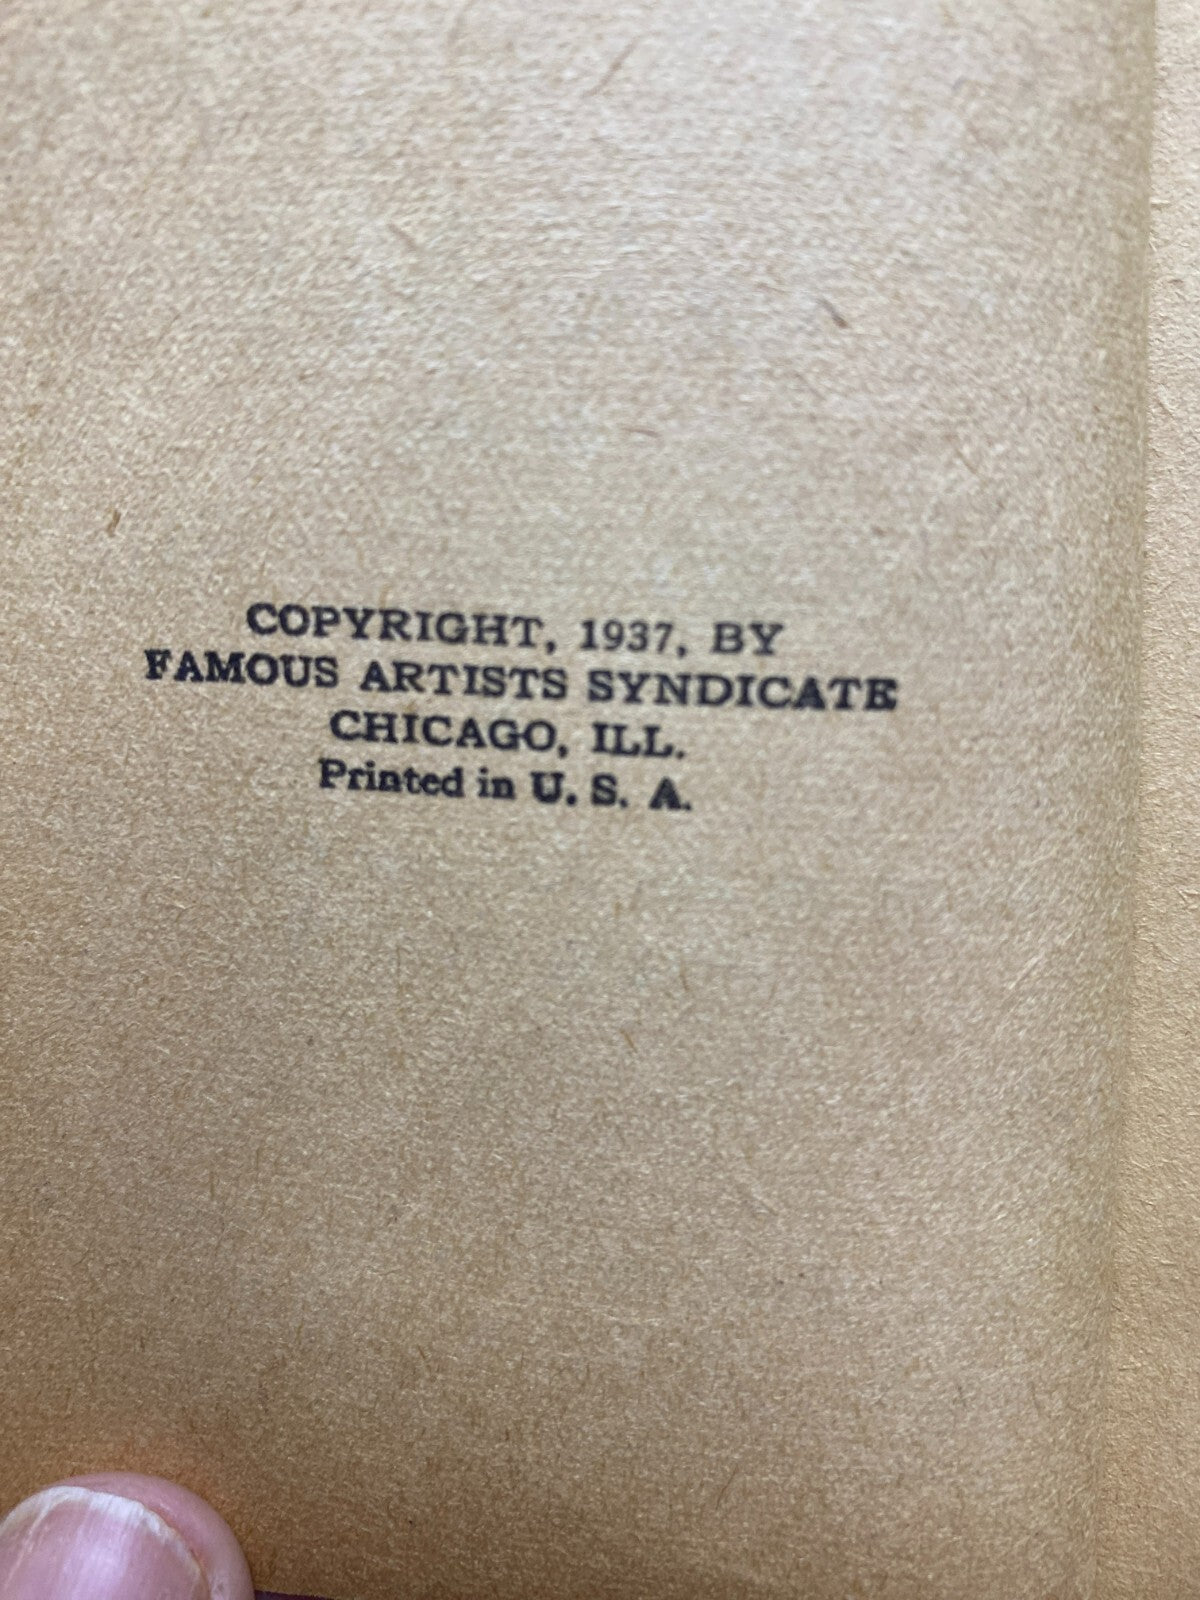 COPYRIGHT, 1937, BY
FAMOUS ARTISTS SYNDICATE
CHICAGO, ILL.
Printed in U. S. A.